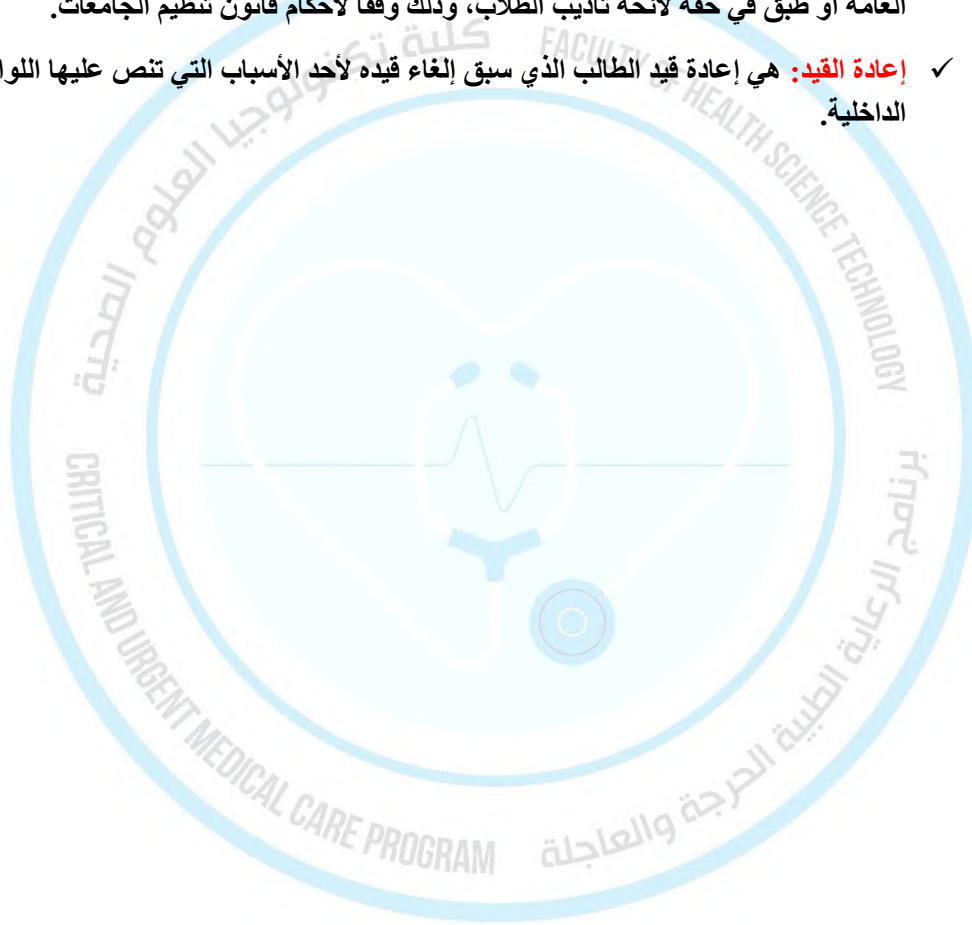 العامة أو طبق في حقه لائحة تأديب الطلاب، وذلك وفقا لأحكام قانون تنظيم الجامعات.
✓ إعادة القيد: هي إعادة قيد الطالب الذي سبق إلغاء قيده لأحد الأسباب التي تنص عليها
الداخلية.
كلية تكنولوجيا العلوم الصحية
FACULTY OF HEALTH SCIENCE TECHNOLOGY
CRITICAL AND URGENT MEDICAL CARE PROGRAM
برنامج الرعاية الطبية الحرجة والعاجلة